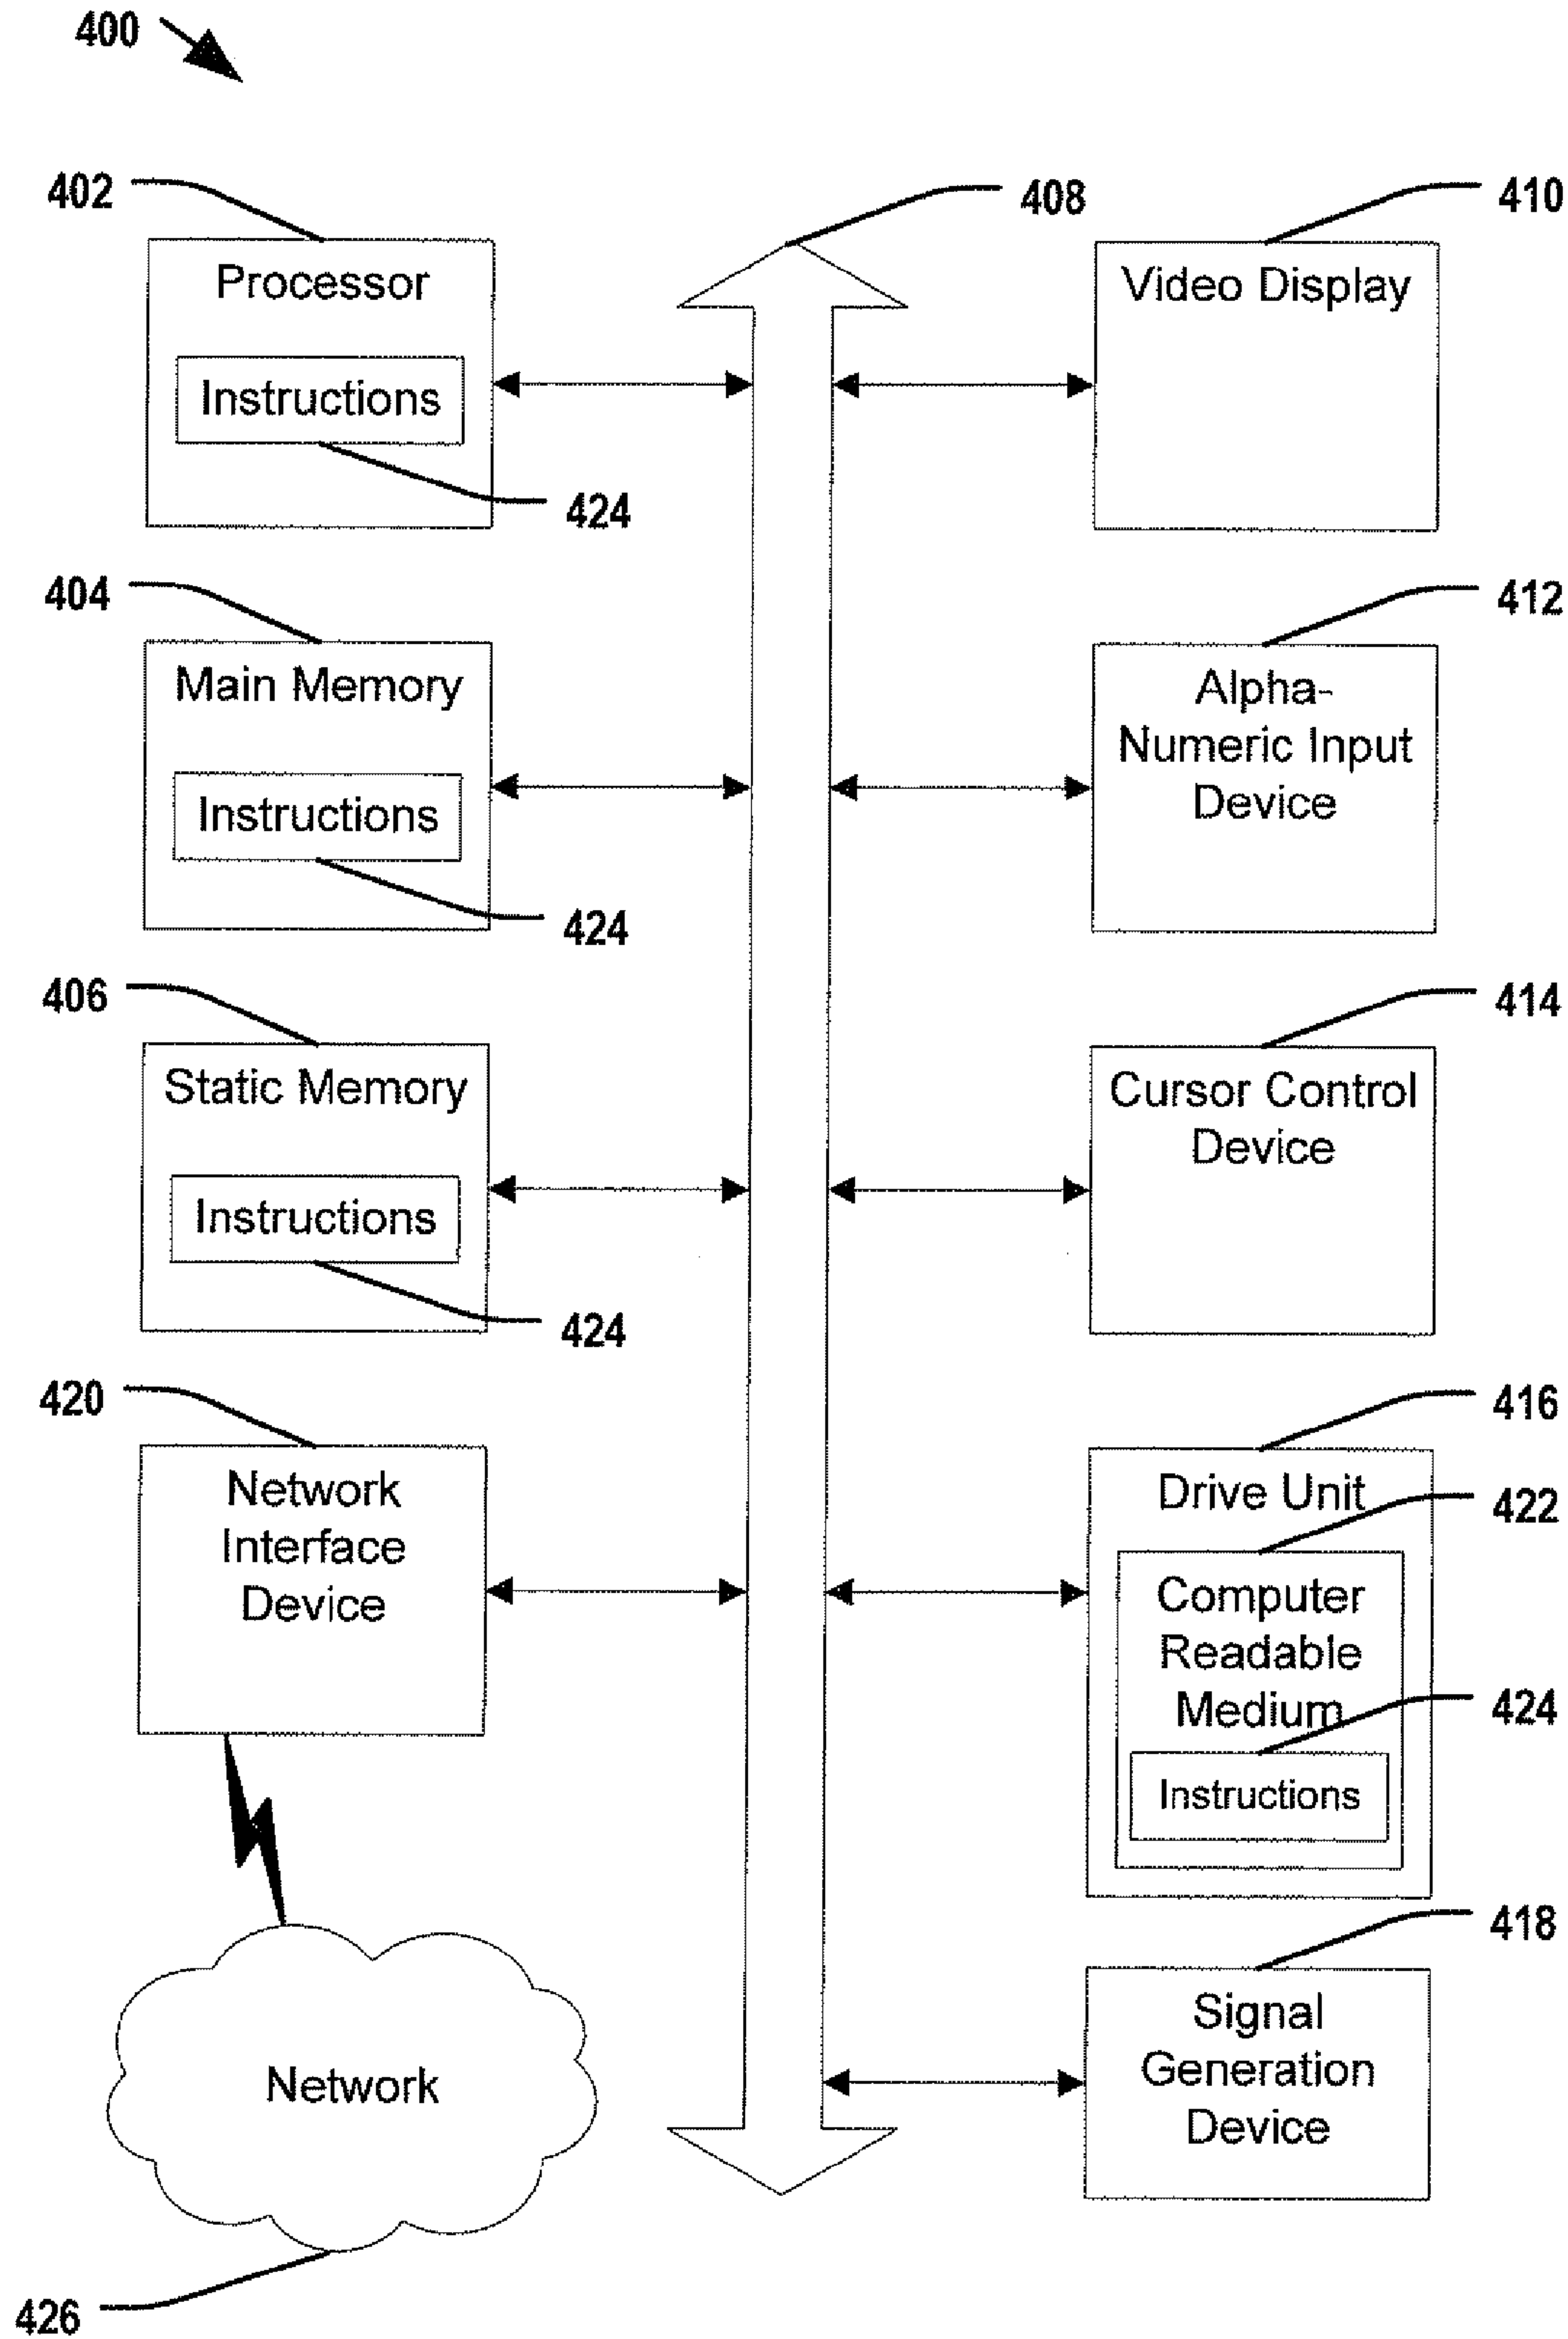 400
402
408
410
Processor
Instructions
424
Video Display
404
412
Main Memory
Instructions
424
Alpha-
Numeric Input
Device
406
414
Static Memory
Instructions
424
Cursor Control
Device
420
416
Network
Interface
Device
Drive Unit
422
Computer
Readable
Medium
424
Instructions
418
Signal
Generation
Device
Network
426